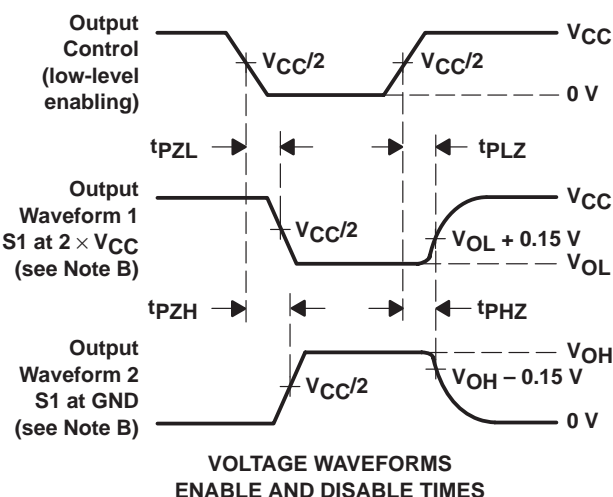 Output
Control
(low-level
enabling)
VCC/2
VCC/2
VCC
0 V
tPZL
tPLZ
Output
Waveform 1
S1 at 2 × VCC
(see Note B)
VCC/2
VCC
VOL + 0.15 V
VOL
tPZH
tPHZ
Output
Waveform 2
S1 at GND
(see Note B)
VCC/2
VOH
VOH – 0.15 V
0 V
VOLTAGE WAVEFORMS
ENABLE AND DISABLE TIMES